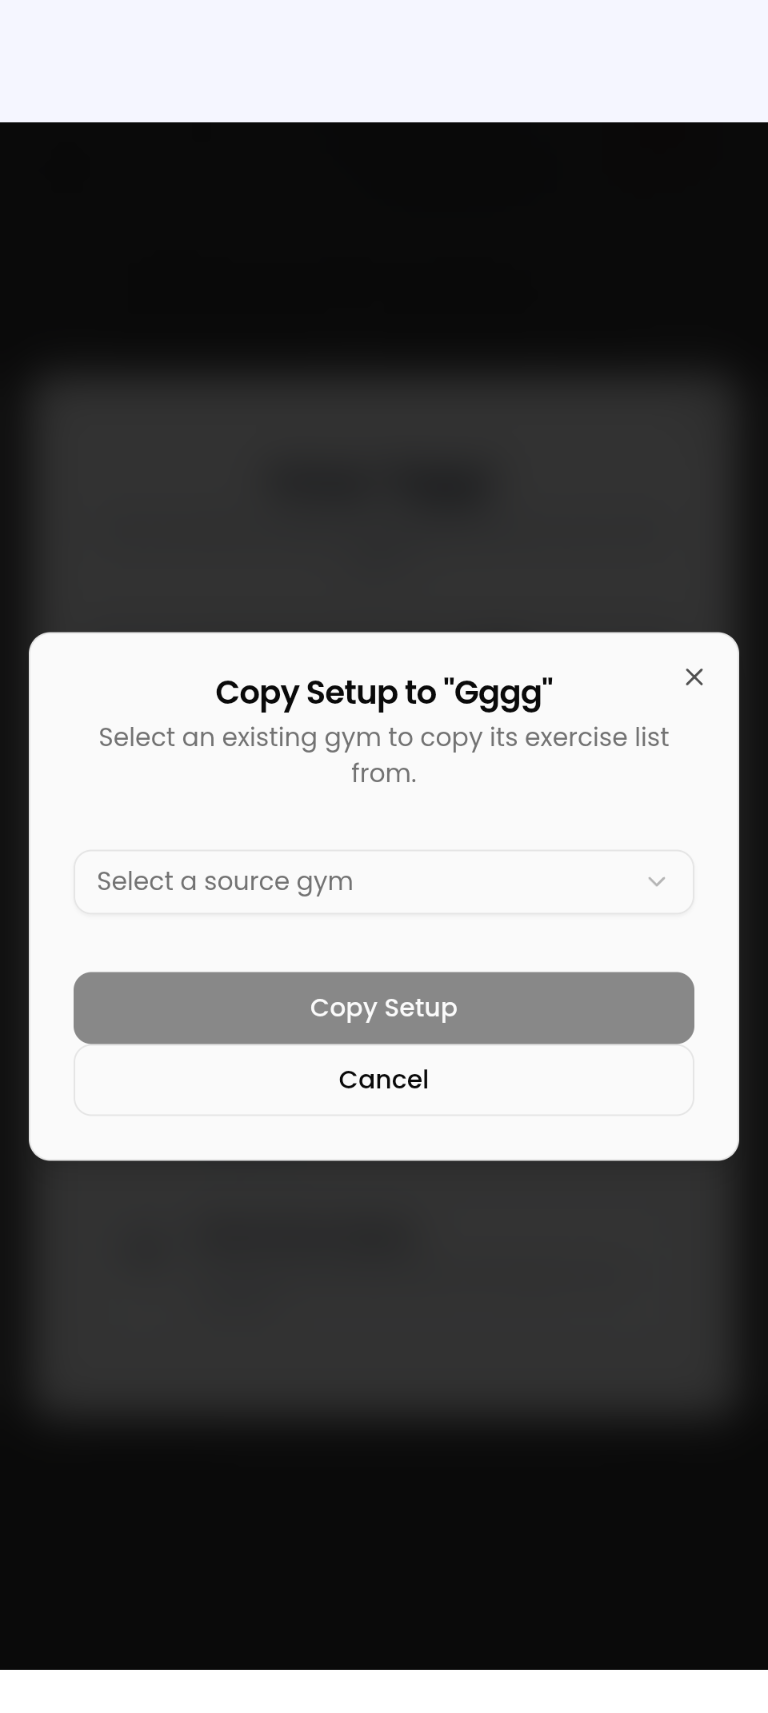 Copy Setup to "Gggg"
Select an existing gym to copy its exercise list
from.
Select a source gym
Copy Setup
Cancel